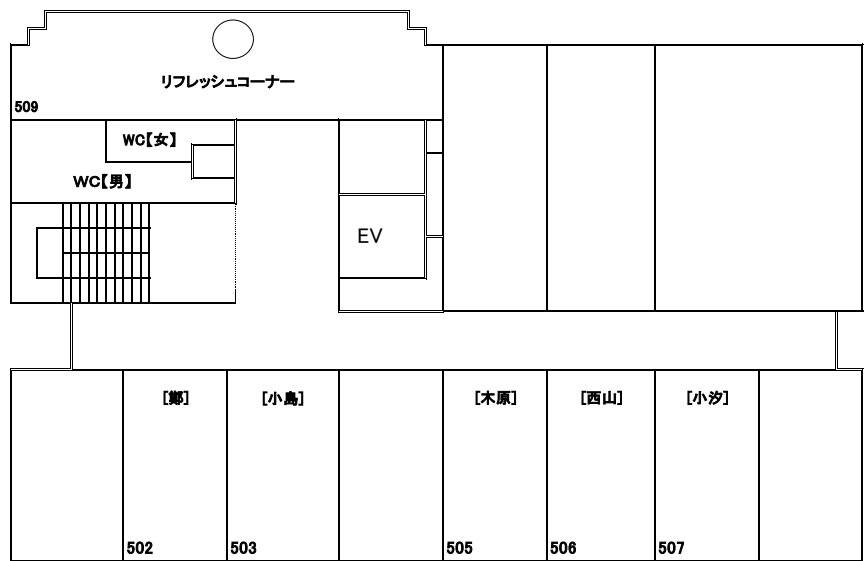 リフレッシュコーナー
509
WC【女】
WC【男】
EV
[鄭]
[小島]
[木原]
[西山]
[小汐]
502
503
505
506
507